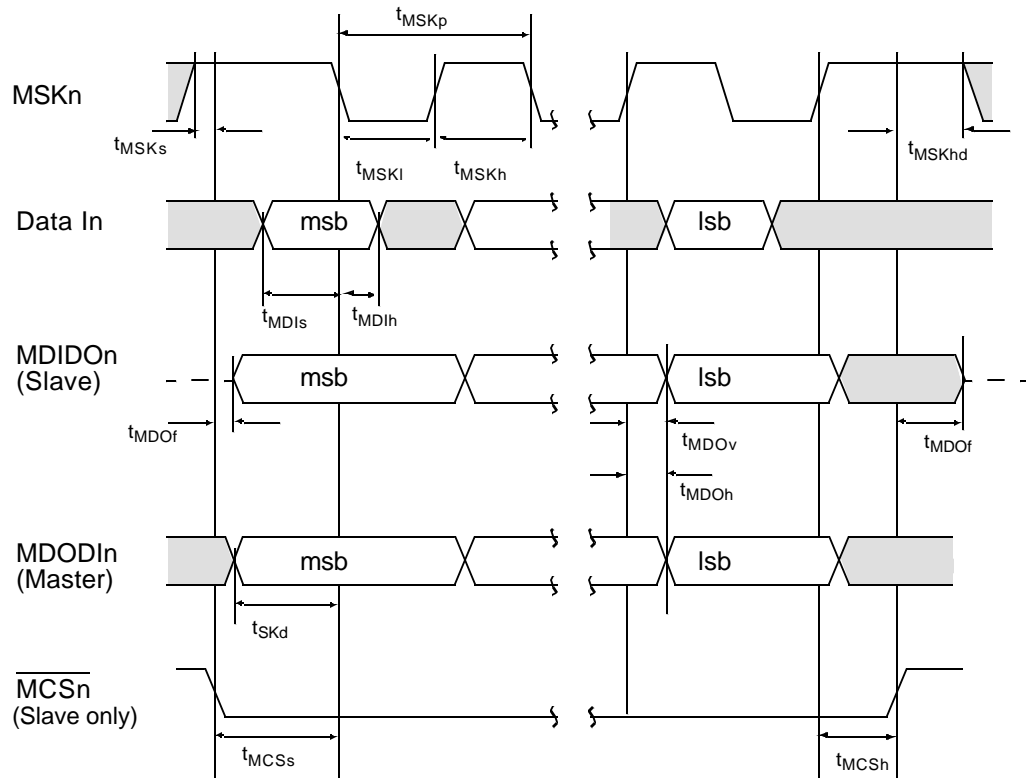 tMSKp
MSKn
tMSKs
tMSKl
tMSKh
tMSKhd
Data In
msb
lsb
tMDIs
tMDIh
MDIDOn
(Slave)
msb
lsb
tMDOf
tMDOv
tMDOf
tMDOh
MDODIn
(Master)
msb
lsb
tSKd
MCSn
(Slave only)
tMCSs
tMCSh